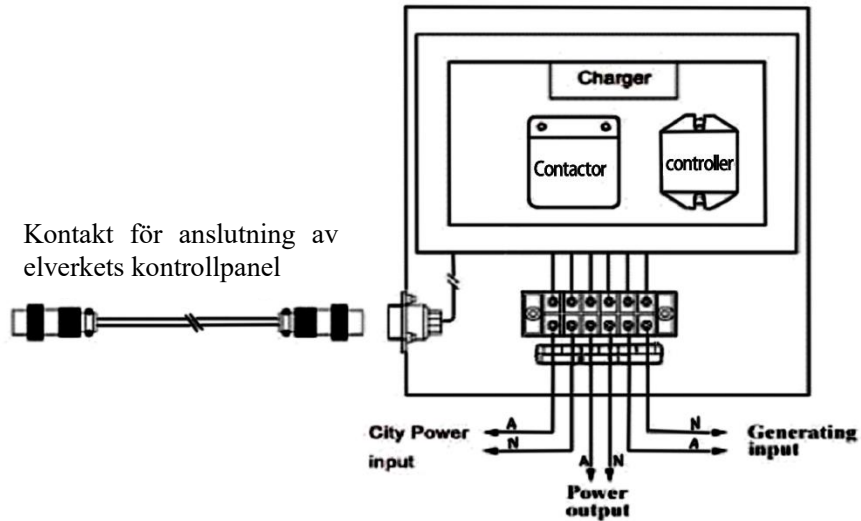 Charger
Contactor
controller
Kontakt för anslutning av
elverkets kontrollpanel
City Power
input
A
N
A
N
N
A
Generating
input
Power
output